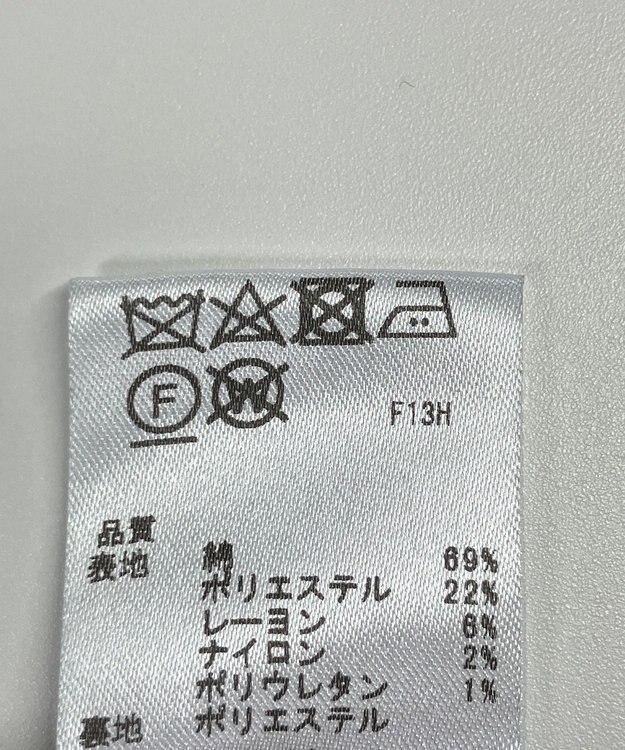 F W F13H
品質
表地 綿 69%
ポリエステル 22%
レーヨン 6%
ナイロン 2%
ポリウレタン 1%
裏地 ポリエステル